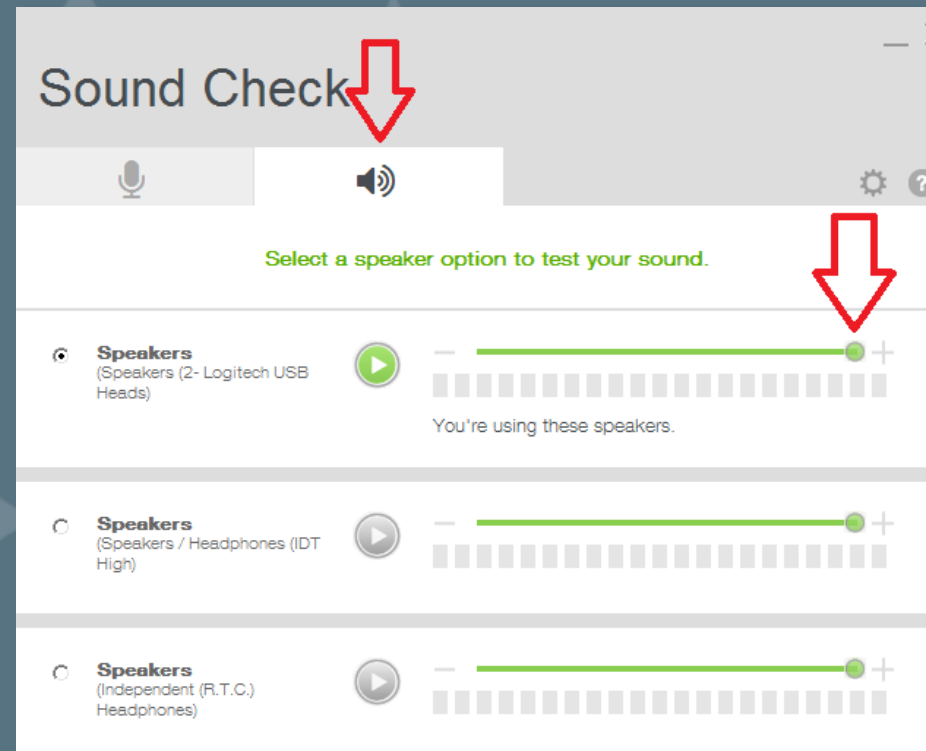 Sound Check
Select a speaker option to test your sound.
Speakers
(Speakers (2- Logitech USB
Heads)
You're using these speakers.
Speakers
(Speakers / Headphones (IDT
High)
Speakers
(Independent (R.T.C.)
Headphones)